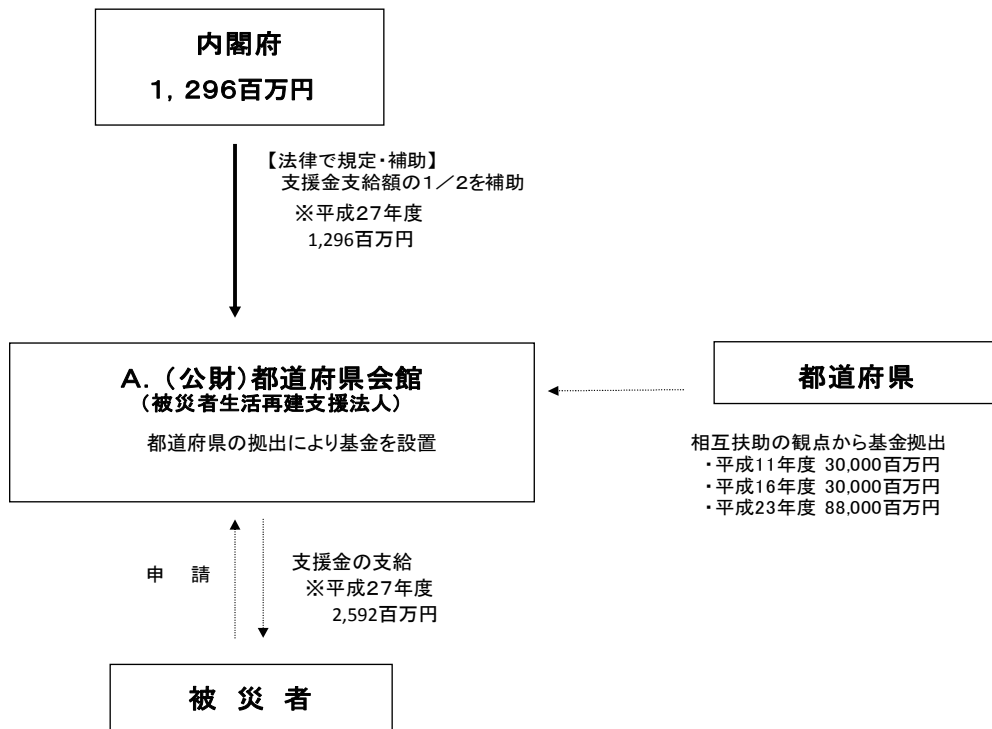 内閣府
1，296百万円
【法律で規定・補助】
支援金支給額の1／2を補助
※平成27年度
1,296百万円
A．（公財）都道府県会館
（被災者生活再建支援法人）
都道府県の拠出により基金を設置
都道府県
相互扶助の観点から基金拠出
・平成11年度 30,000百万円
・平成16年度 30,000百万円
・平成23年度 88,000百万円
申　請
支援金の支給
※平成27年度
2,592百万円
被 災 者